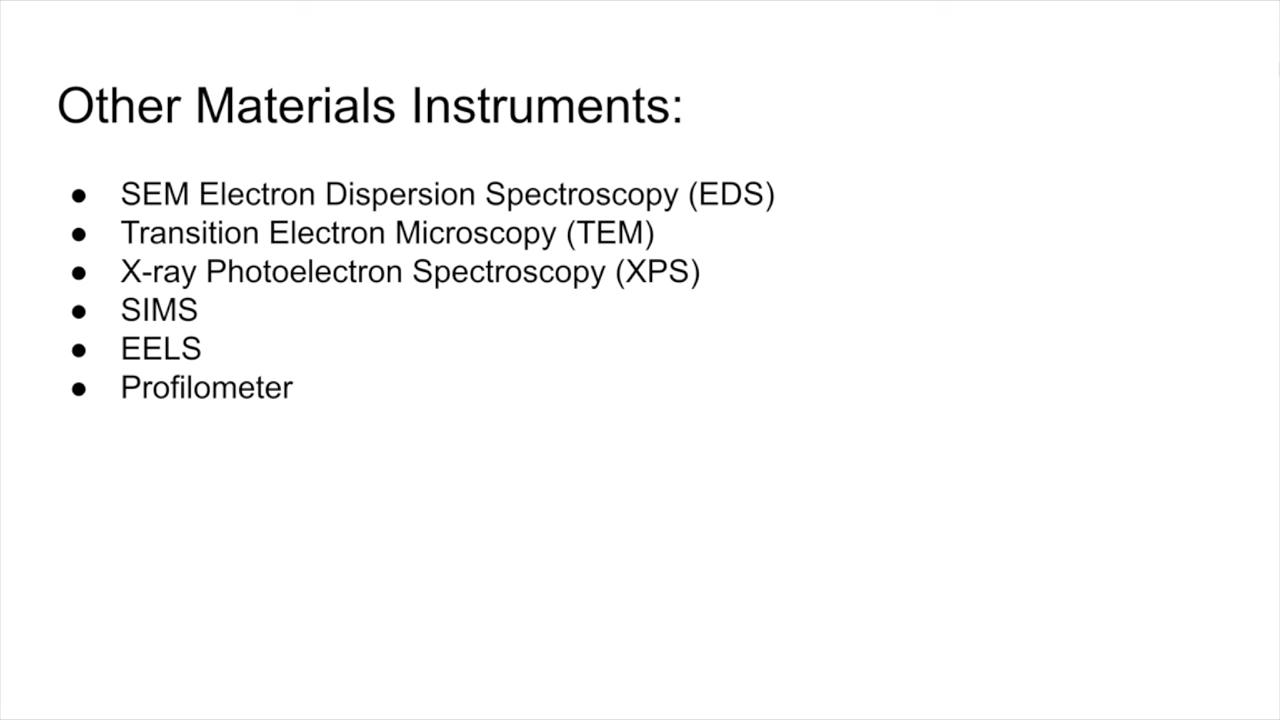 Other Materials Instruments:
● SEM Electron Dispersion Spectroscopy (EDS)
● Transition Electron Microscopy (TEM)
● X-ray Photoelectron Spectroscopy (XPS)
● SIMS
● EELS
● Profilometer